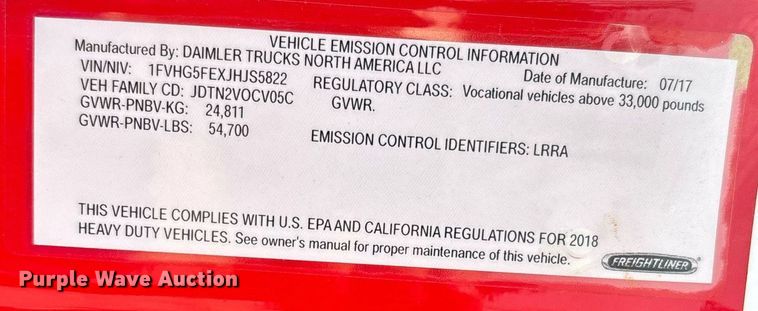 VEHICLE EMISSION CONTROL INFORMATION
Manufactured By: DAIMLER TRUCKS NORTH AMERICA LLC
Date of Manufacture: 07/17
VIN/NIV: 1FVHG5FEXJHJS5822
REGULATORY CLASS: Vocational vehicles above 33,000 pounds
GVWR.
VEH FAMILY CD: JDTN2VOCV05C
GVWR-PNBV-KG: 24,811
GVWR-PNBV-LBS: 54,700
EMISSION CONTROL IDENTIFIERS: LRRA
THIS VEHICLE COMPLIES WITH U.S. EPA AND CALIFORNIA REGULATIONS FOR 2018
HEAVY DUTY VEHICLES. See owner's manual for proper maintenance of this vehicle.
FREIGHTLINER
Purple Wave Auction